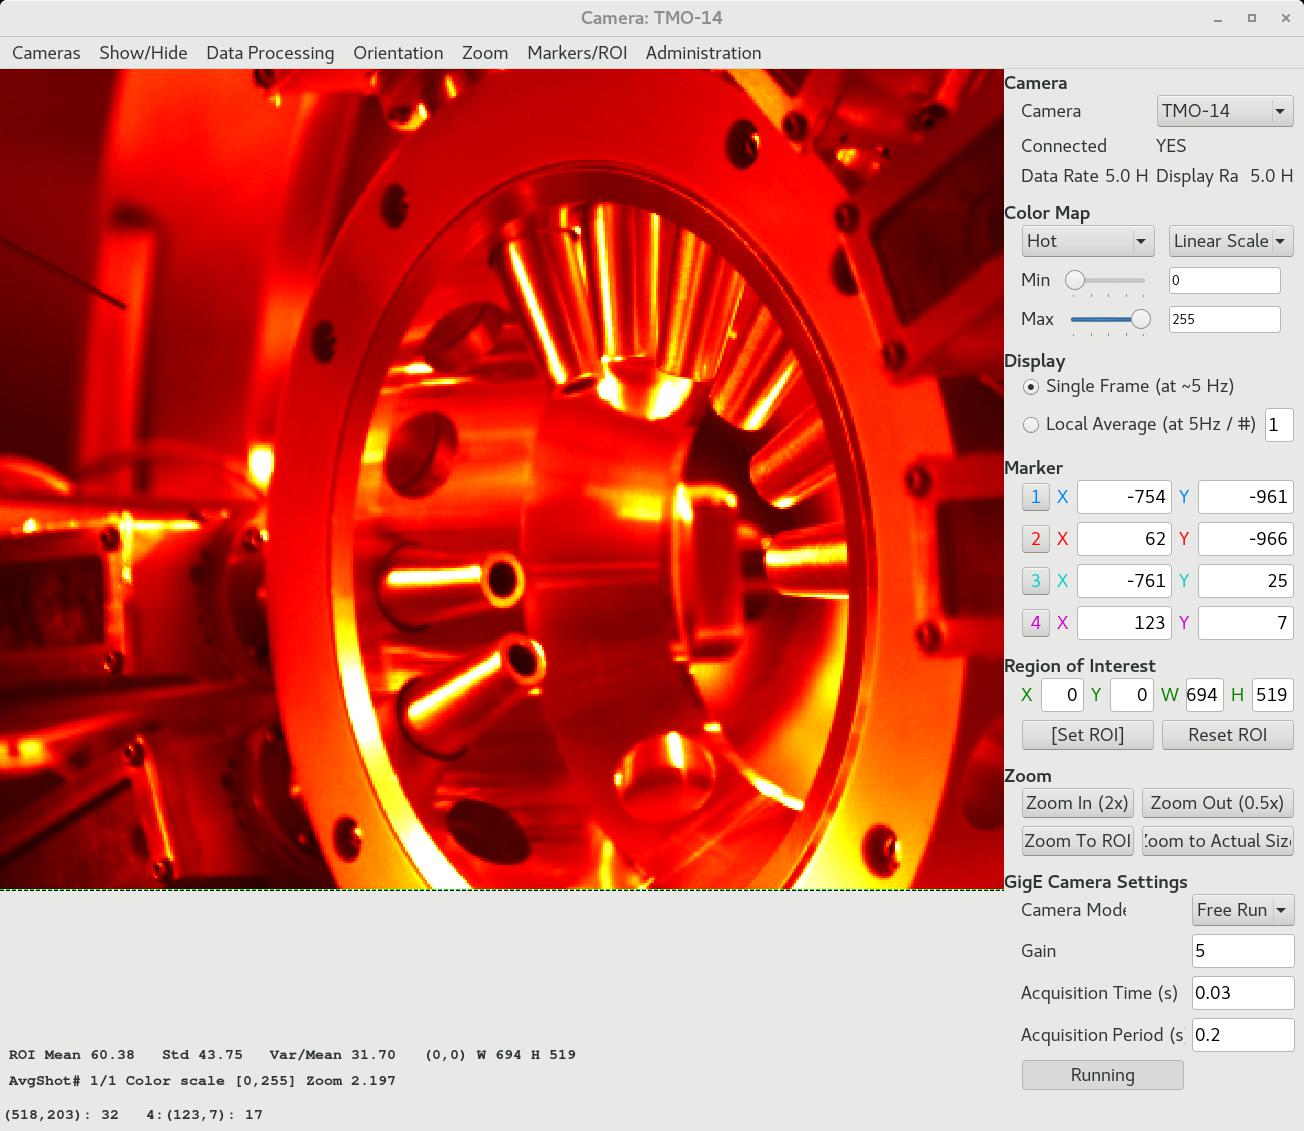 Camera: TMO-14
Cameras Show/Hide Data Processing Orientation Zoom Markers/ROI Administration
Camera
Camera TMO-14
Connected YES
Data Rate 5.0 H Display Ra 5.0 H
Color Map
Hot Linear Scale
Min 0
Max 255
Display
Single Frame (at ~5 Hz)
Local Average (at 5Hz / #) 1
Marker
1 X -754 Y -961
2 X 62 Y -966
3 X -761 Y 25
4 X 123 Y 7
Region of Interest
X 0 Y 0 W 694 H 519
[Set ROI] Reset ROI
Zoom
Zoom In (2x) Zoom Out (0.5x)
Zoom To ROI oom to Actual Siz
GigE Camera Settings
Camera Mod Free Run
Gain 5
Acquisition Time (s) 0.03
Acquisition Period (s 0.2
Running
ROI Mean 60.38 Std 43.75 Var/Mean 31.70 (0,0) W 694 H 519
AvgShot# 1/1 Color scale [0,255] Zoom 2.197
(518,203): 32 4:(123,7): 17